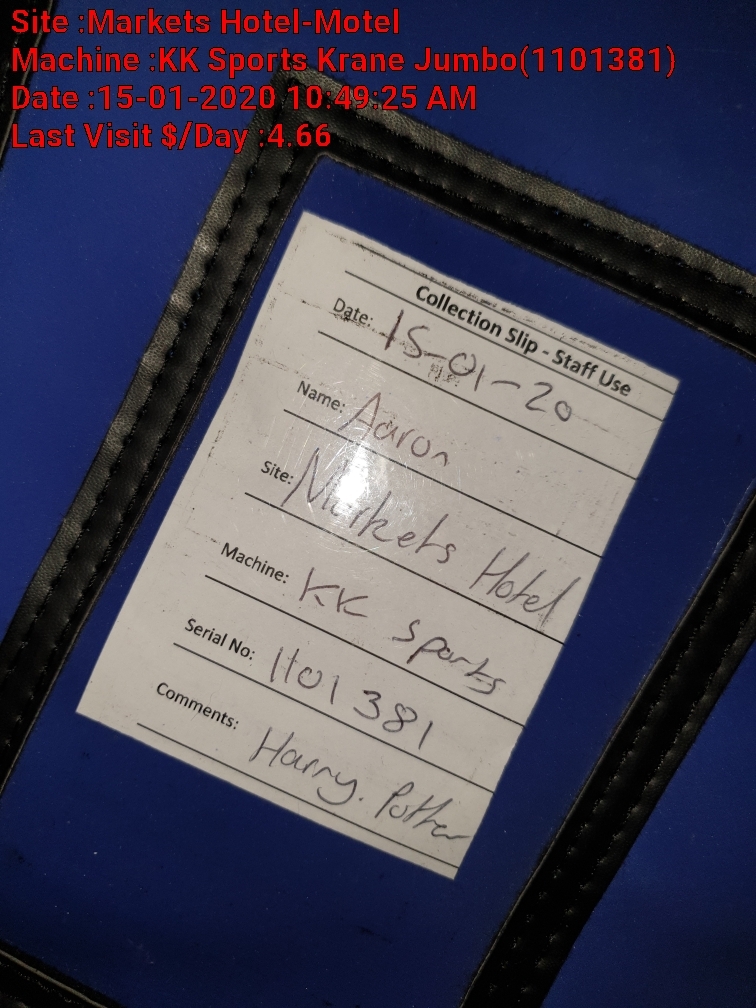 Site :Markets Hotel-Motel
Machine :KK Sports Krane Jumbo(1101381)
Date :15-01-2020 10:49:25 AM
Last Visit $/Day :4.66
Collection Slip - Staff Use
Date: 15-01-20
Name: Aaron
Site: Markets Hotel
Machine: KK Sports
Serial No: 1101381
Comments: Harry. Potter